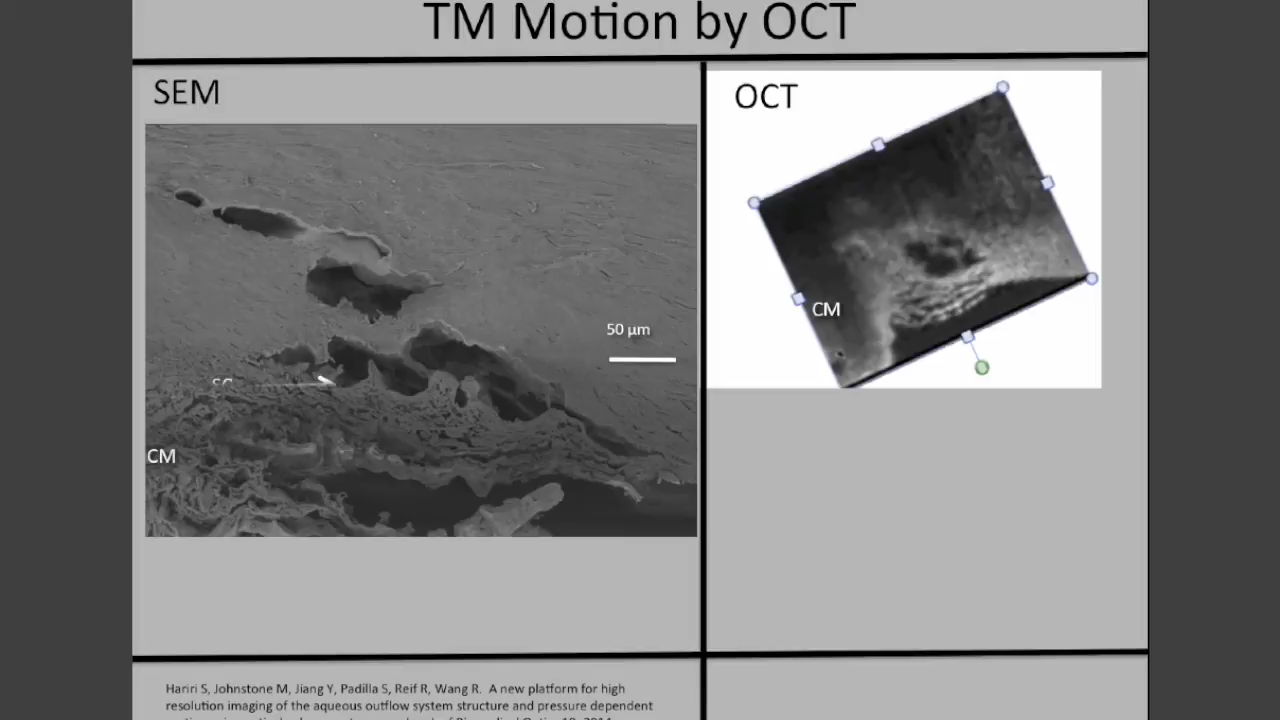 TM Motion by OCT
SEM
OCT
CM
50 µm
CM
Hariri S, Johnstone M, Jiang Y, Padilla S, Reif R, Wang R. A new platform for high
resolution imaging of the aqueous outflow system structure and pressure dependent